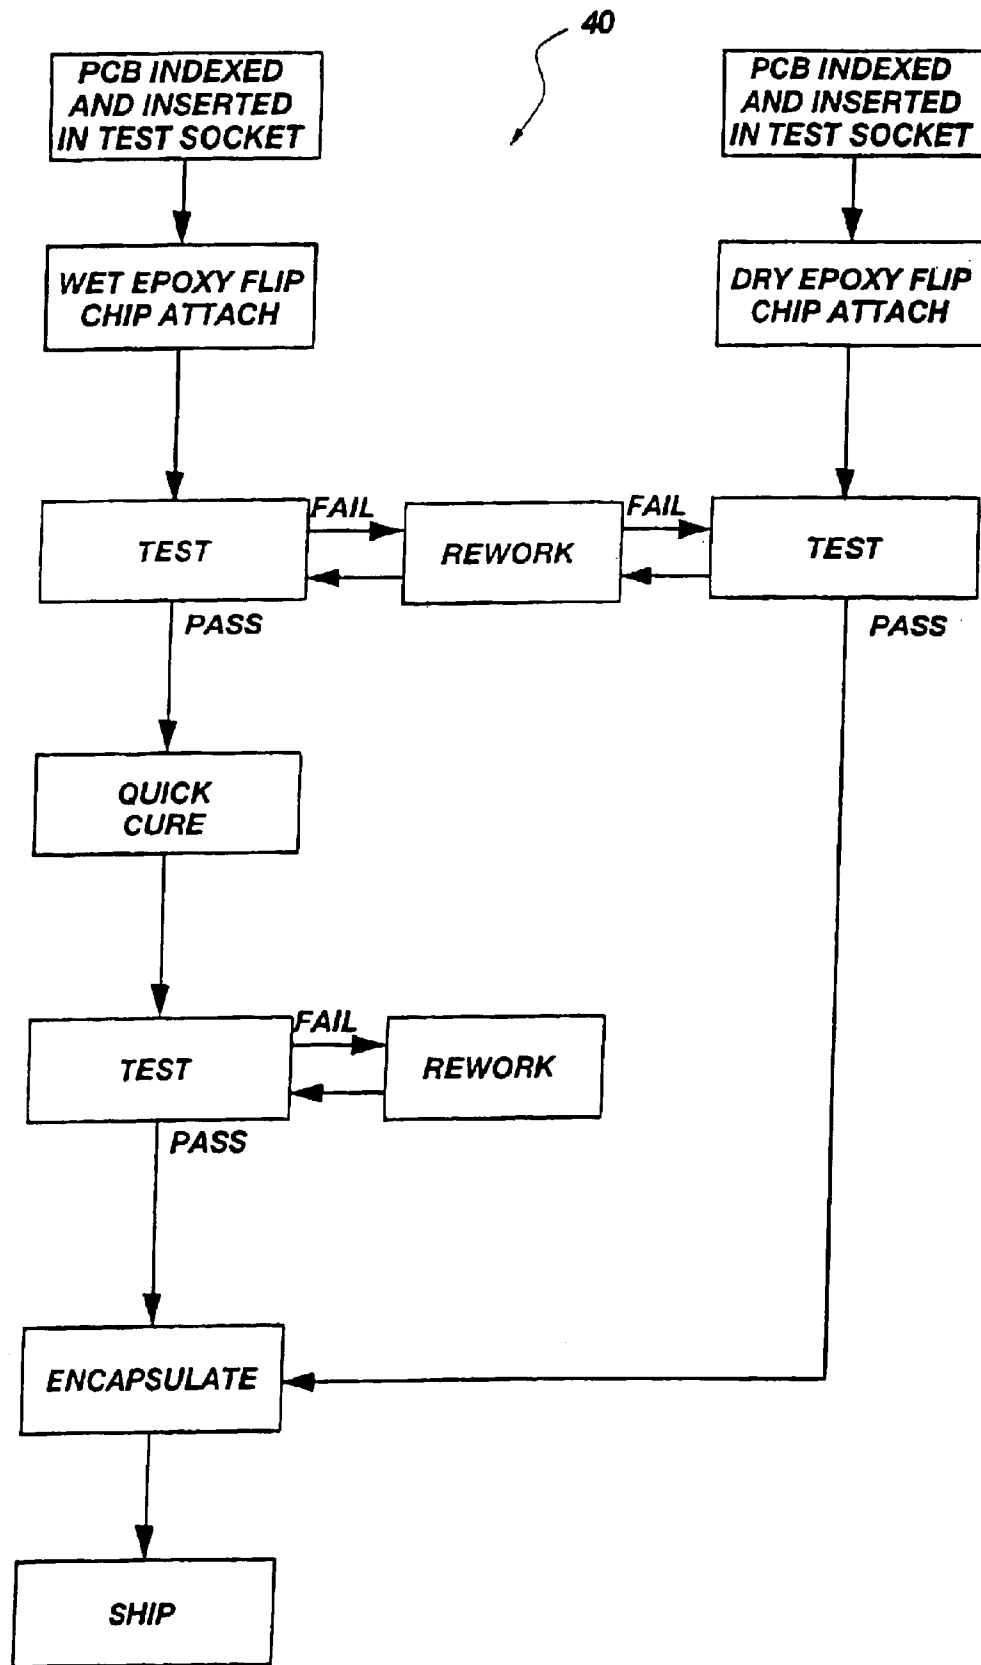 40
PCB INDEXED
AND INSERTED
IN TEST SOCKET
PCB INDEXED
AND INSERTED
IN TEST SOCKET
WET EPOXY FLIP
CHIP ATTACH
DRY EPOXY FLIP
CHIP ATTACH
TEST
FAIL
REWORK
FAIL
TEST
PASS
PASS
QUICK
CURE
TEST
FAIL
REWORK
PASS
ENCAPSULATE
SHIP